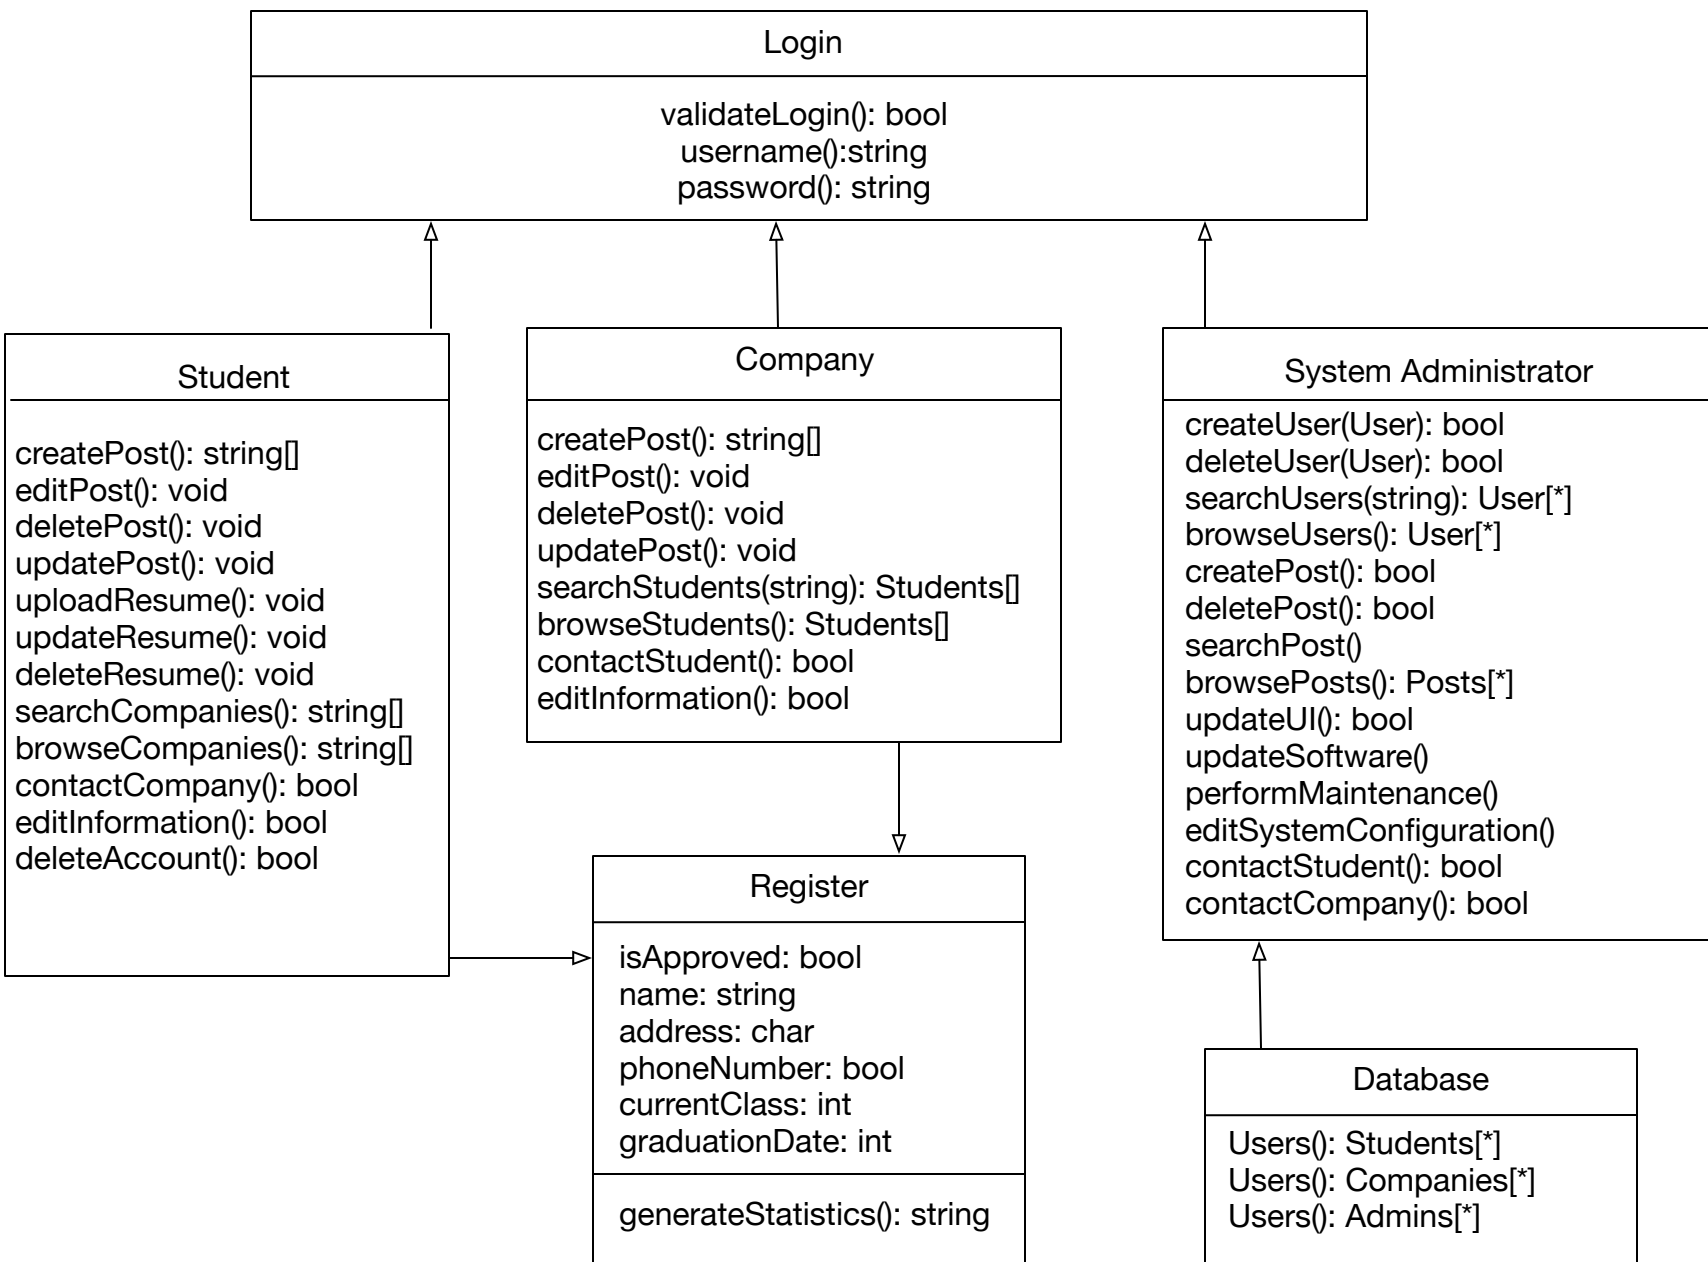 Login
validateLogin(): bool
username():string
password(): string
Student
createPost(): string[]
editPost(): void
deletePost(): void
updatePost(): void
uploadResume(): void
updateResume(): void
deleteResume(): void
searchCompanies(): string[]
browseCompanies(): string[]
contactCompany(): bool
editInformation(): bool
deleteAccount(): bool
Company
createPost(): string[]
editPost(): void
deletePost(): void
updatePost(): void
searchStudents(string): Students[]
browseStudents(): Students[]
contactStudent(): bool
editInformation(): bool
System Administrator
createUser(User): bool
deleteUser(User): bool
searchUsers(string): User[*]
browseUsers(): User[*]
createPost(): bool
deletePost(): bool
searchPost()
browsePosts(): Posts[*]
updateUI(): bool
updateSoftware()
performMaintenance()
editSystemConfiguration()
contactStudent(): bool
contactCompany(): bool
Register
isApproved: bool
name: string
address: char
phoneNumber: bool
currentClass: int
graduationDate: int
generateStatistics(): string
Database
Users(): Students[*]
Users(): Companies[*]
Users(): Admins[*]